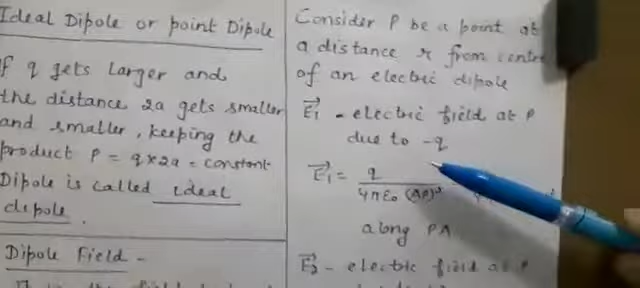 Ideal Dipole or point Dipole
If q gets larger and
the distance 2a gets smaller
and smaller, keeping the
product P = q×2a = constant
Dipole is called ideal
dipole.
Dipole Field -
Consider P be a point at
a distance r from centre
of an electric dipole
E₁→ - electric field at P
due to -q
E₁→ = q / 4πε₀ (AP)²
along PA
E₂→ - electric field at P